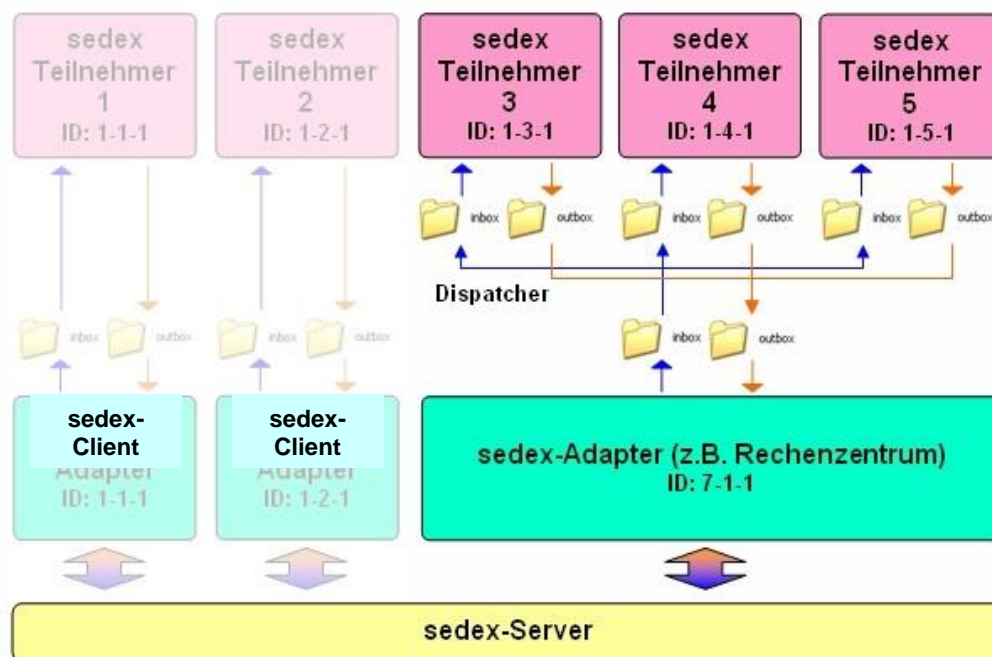 sedex
Teilnehmer
1
ID: 1-1-1
sedex
Teilnehmer
2
ID: 1-2-1
sedex
Teilnehmer
3
ID: 1-3-1
sedex
Teilnehmer
4
ID: 1-4-1
sedex
Teilnehmer
5
ID: 1-5-1
inbox
outbox
inbox
outbox
inbox
outbox
Dispatcher
inbox
outbox
inbox
outbox
inbox
outbox
sedex-
Client
Adapter
ID: 1-1-1
sedex-
Client
Adapter
ID: 1-2-1
sedex-Adapter (z.B. Rechenzentrum)
ID: 7-1-1
sedex-Server